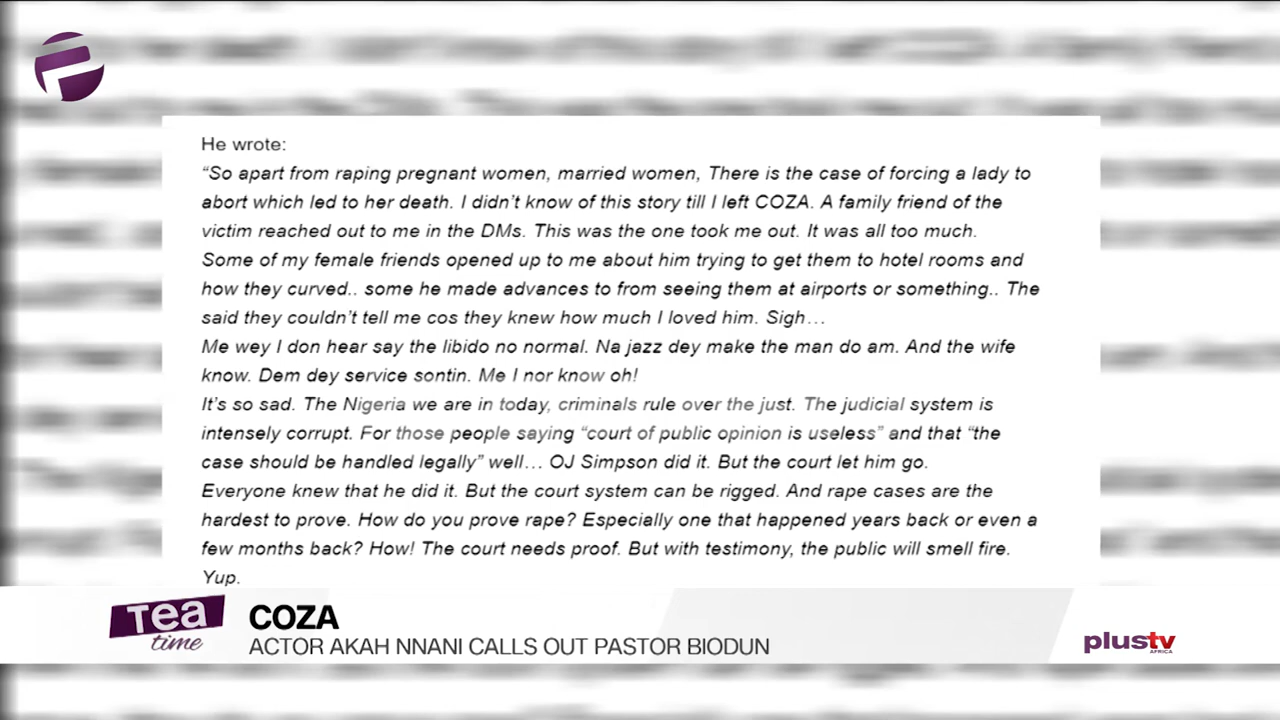 He wrote:
“So apart from raping pregnant women, married women, There is the case of forcing a lady to
abort which led to her death. I didn’t know of this story till I left COZA. A family friend of the
victim reached out to me in the DMs. This was the one took me out. It was all too much.
Some of my female friends opened up to me about him trying to get them to hotel rooms and
how they curved.. some he made advances to from seeing them at airports or something.. The
said they couldn’t tell me cos they knew how much I loved him. Sigh…
Me wey I don hear say the libido no normal. Na jazz dey make the man do am. And the wife
know. Dem dey service sontin. Me I nor know oh!
It’s so sad. The Nigeria we are in today, criminals rule over the just. The judicial system is
intensely corrupt. For those people saying “court of public opinion is useless” and that “the
case should be handled legally” well… OJ Simpson did it. But the court let him go.
Everyone knew that he did it. But the court system can be rigged. And rape cases are the
hardest to prove. How do you prove rape? Especially one that happened years back or even a
few months back? How! The court needs proof. But with testimony, the public will smell fire.
Yup.
Tea
time
COZA
ACTOR AKAH NNANI CALLS OUT PASTOR BIODUN
plustv
AFRICA